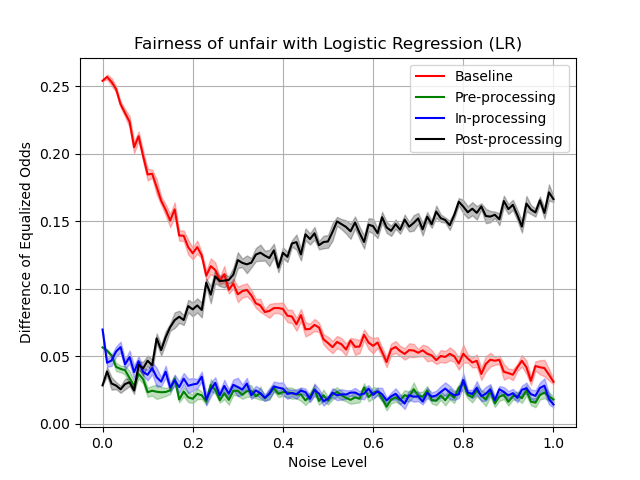 Fairness of unfair with Logistic Regression (LR)
Baseline
Pre-processing
In-processing
Post-processing
Difference of Equalized Odds
0.25
0.20
0.15
0.10
0.05
0.00
0.0 0.2 0.4 0.6 0.8 1.0
Noise Level